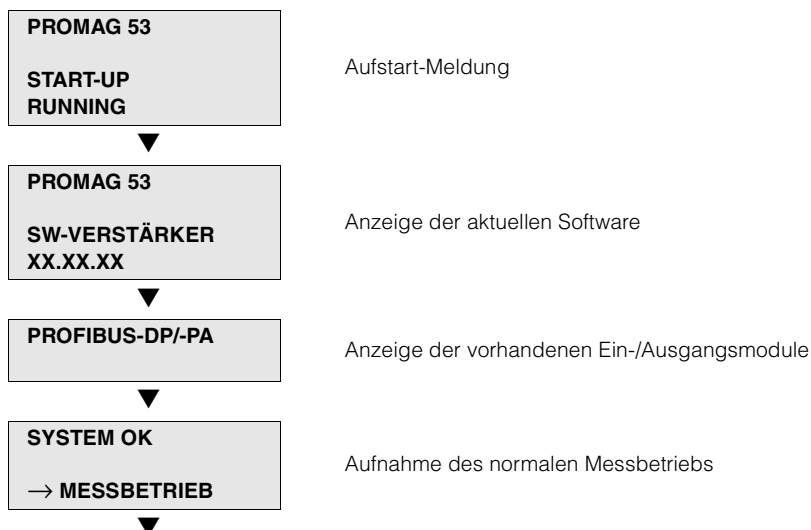 PROMAG 53
START-UP
RUNNING
Aufstart-Meldung
▼
PROMAG 53
SW-VERSTÄRKER
XX.XX.XX
Anzeige der aktuellen Software
▼
PROFIBUS-DP/-PA
Anzeige der vorhandenen Ein-/Ausgangsmodule
▼
SYSTEM OK
→ MESSBETRIEB
Aufnahme des normalen Messbetriebs
▼